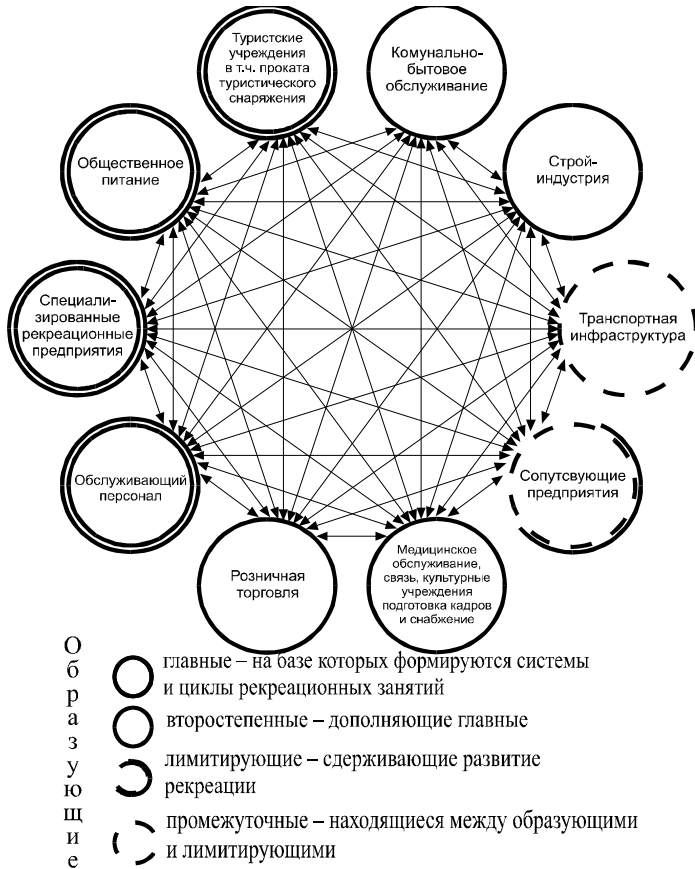 Туристские
учреждения
в т.ч. проката
туристического
снаряжения
Комунально-
бытовое
обслуживание
Общественное
питание
Строй-
индустрия
Специали-
зированные
рекреационные
предприятия
Транспортная
инфраструктура
Обслуживающий
персонал
Сопутсвующие
предприятия
Розничная
торговля
Медицинское
обслуживание,
связь, культурные
учреждения
подготовка кадров
и снабжение
Образующие
главные – на базе которых формируются системы
и циклы рекреационных занятий
второстепенные – дополняющие главные
лимитирующие – сдерживающие развитие
рекреации
промежуточные – находящиеся между образующими
и лимитирующими